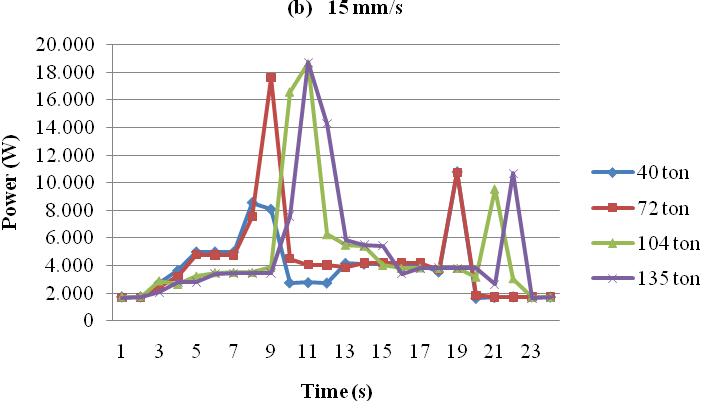 (b) 15 mm/s
Power (W)
20.000
18.000
16.000
14.000
12.000
10.000
8.000
6.000
4.000
2.000
0
1 3 5 7 9 11 13 15 17 19 21 23
Time (s)
40 ton
72 ton
104 ton
135 ton